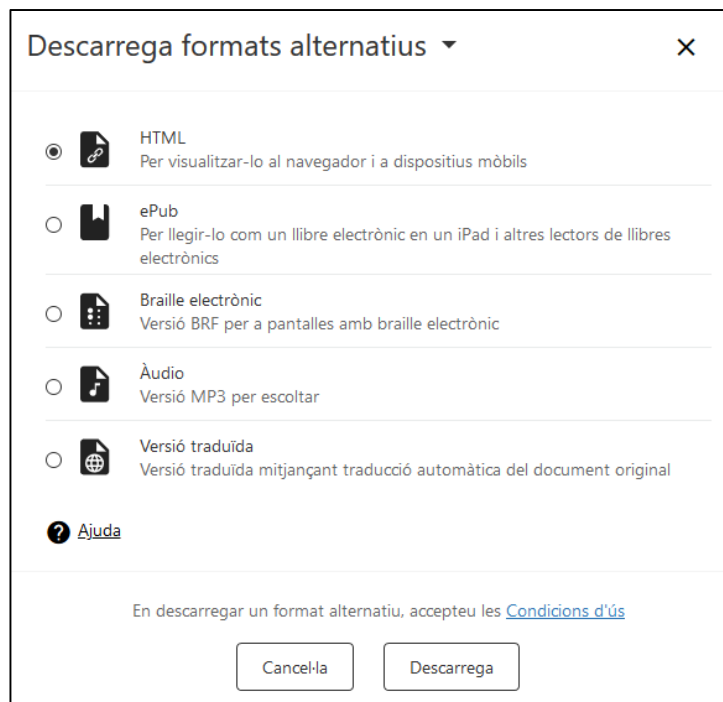 Descarrega formats alternatius
HTML
Per visualitzar-lo al navegador i a dispositius mòbils
ePub
Per llegir-lo com un llibre electrònic en un iPad i altres lectors de llibres
electrònics
Braille electrònic
Versió BRF per a pantalles amb braille electrònic
Àudio
Versió MP3 per escoltar
Versió traduïda
Versió traduïda mitjançant traducció automàtica del document original
Ajuda
En descarregar un format alternatiu, accepteu les Condicions d'ús
Cancel·la
Descarrega